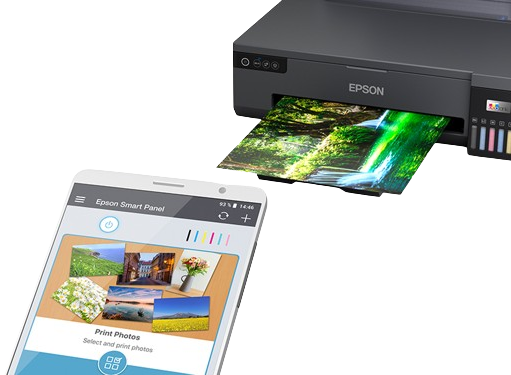 EPSON
Epson Smart Panel
93 % 14:46
Print Photos
Select and print photos